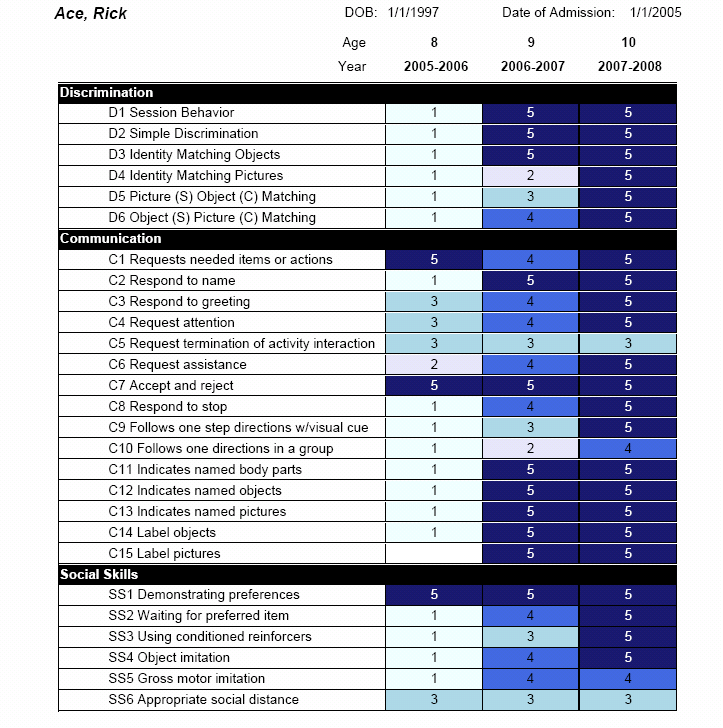 Ace, Rick DOB: 1/1/1997 Date of Admission: 1/1/2005
Age 8 9 10
Year 2005-2006 2006-2007 2007-2008
Discrimination
D1 Session Behavior 1 5 5
D2 Simple Discrimination 1 5 5
D3 Identity Matching Objects 1 5 5
D4 Identity Matching Pictures 1 2 5
D5 Picture (S) Object (C) Matching 1 3 5
D6 Object (S) Picture (C) Matching 1 4 5
Communication
C1 Requests needed items or actions 5 4 5
C2 Respond to name 1 5 5
C3 Respond to greeting 3 4 5
C4 Request attention 3 4 5
C5 Request termination of activity interaction 3 3 3
C6 Request assistance 2 4 5
C7 Accept and reject 5 5 5
C8 Respond to stop 1 4 5
C9 Follows one step directions w/visual cue 1 3 5
C10 Follows one directions in a group 1 2 4
C11 Indicates named body parts 1 5 5
C12 Indicates named objects 1 5 5
C13 Indicates named pictures 1 5 5
C14 Label objects 1 5 5
C15 Label pictures 5 5
Social Skills
SS1 Demonstrating preferences 5 5 5
SS2 Waiting for preferred item 1 4 5
SS3 Using conditioned reinforcers 1 3 5
SS4 Object imitation 1 4 5
SS5 Gross motor imitation 1 4 4
SS6 Appropriate social distance 3 3 3